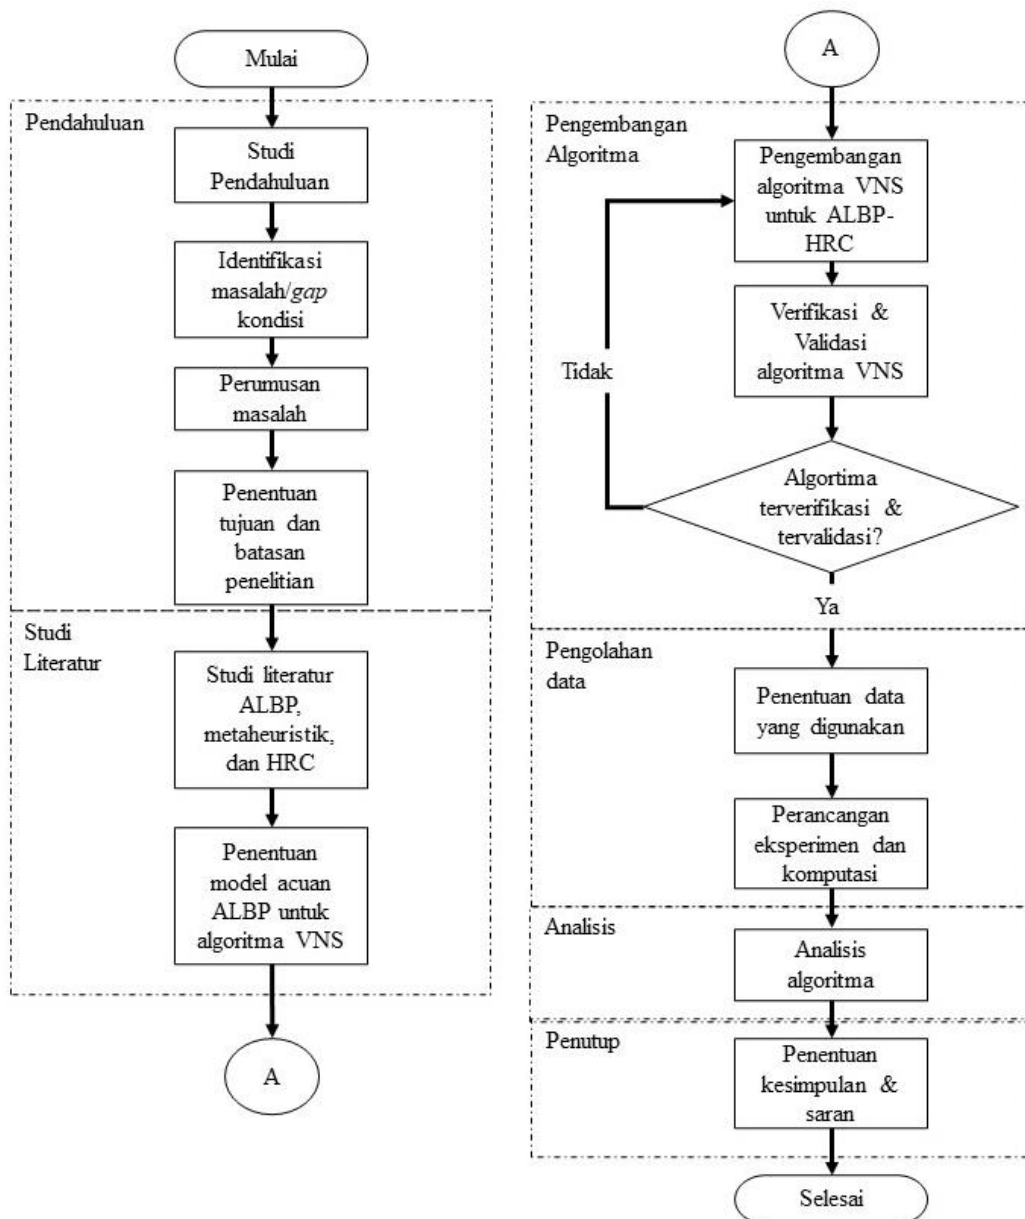 Mulai
Pendahuluan
Studi
Pendahuluan
Identifikasi
masalah/gap
kondisi
Perumusan
masalah
Penentuan
tujuan dan
batasan
penelitian
Studi
Literatur
Studi literatur
ALBP,
metaheuristik,
dan HRC
Penentuan
model acuan
ALBP untuk
algoritma VNS
A
A
Pengembangan
Algoritma
Pengembangan
algoritma VNS
untuk ALBP-
HRC
Verifikasi &
Validasi
algoritma VNS
Tidak
Algortima
terverifikasi &
tervalidasi?
Ya
Pengolahan
data
Penentuan data
yang digunakan
Perancangan
eksperimen dan
komputasi
Analisis
Analisis
algoritma
Penutup
Penentuan
kesimpulan &
saran
Selesai